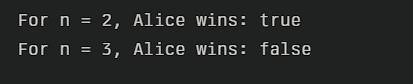 For n = 2, Alice wins: true
For n = 3, Alice wins: false